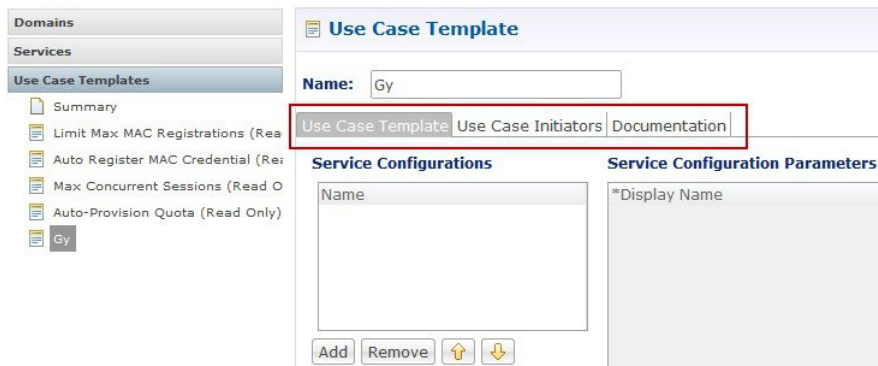 Domains
Services
Use Case Templates
Summary
Limit Max MAC Registrations (Rea
Auto Register MAC Credential (Rea
Max Concurrent Sessions (Read O
Auto-Provision Quota (Read Only)
Gy
Use Case Template
Name: Gy
Use Case Template Use Case Initiators Documentation
Service Configurations
Name
Add Remove
Service Configuration Parameters
*Display Name